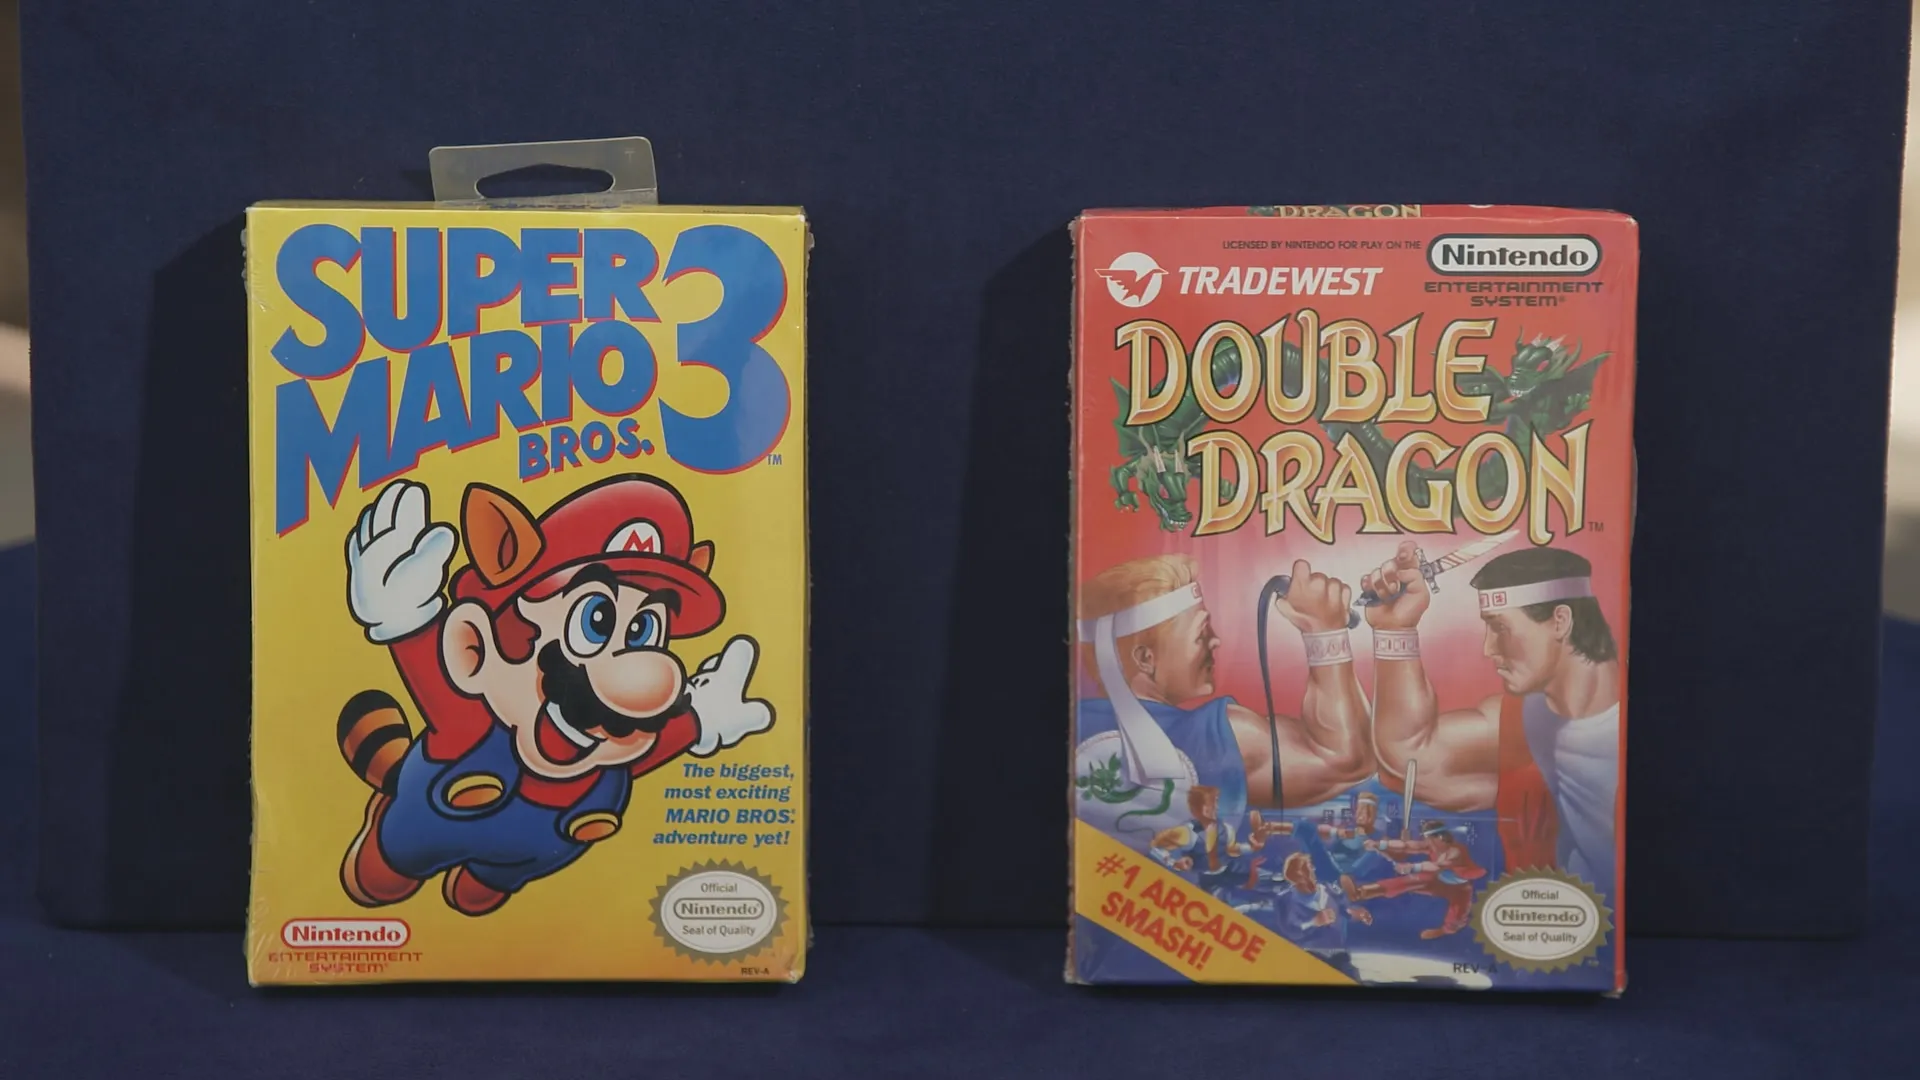 SUPER
MARIO
BROS.
3
TM
M
The biggest,
most exciting
MARIO BROS.
adventure yet!
Official
Nintendo
Seal of Quality
Nintendo
ENTERTAINMENT
SYSTEM
REV-A
DRAGON
LICENSED BY NINTENDO FOR PLAY ON THE
Nintendo
ENTERTAINMENT
SYSTEM®
TRADEWEST
DOUBLE
DRAGON
TM
#1 ARCADE
SMASH!
Official
Nintendo
Seal of Quality
REV-A